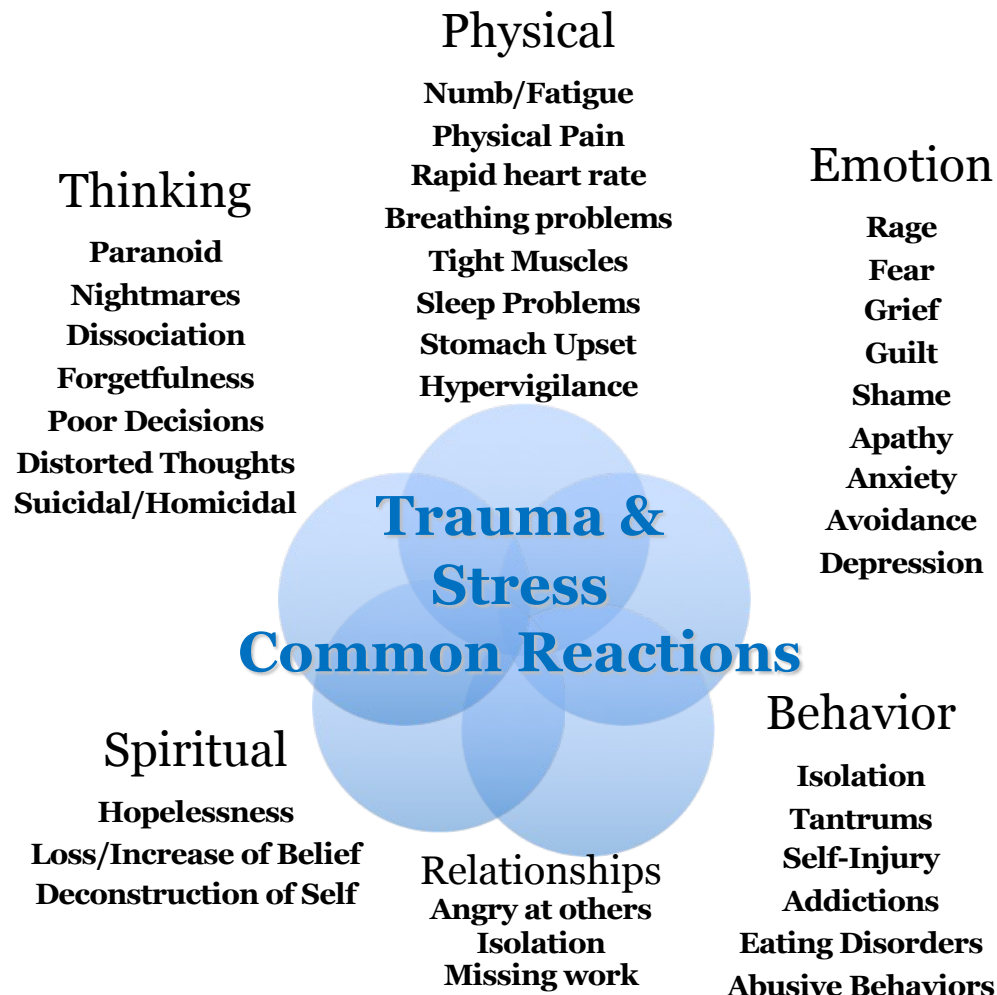 Physical
Numb/Fatigue
Physical Pain
Rapid heart rate
Breathing problems
Tight Muscles
Sleep Problems
Stomach Upset
Hypervigilance
Thinking
Paranoid
Nightmares
Dissociation
Forgetfulness
Poor Decisions
Distorted Thoughts
Suicidal/Homicidal
Emotion
Rage
Fear
Grief
Guilt
Shame
Apathy
Anxiety
Avoidance
Depression
Trauma &
Stress
Common Reactions
Spiritual
Hopelessness
Loss/Increase of Belief
Deconstruction of Self
Relationships
Angry at others
Isolation
Missing work
Behavior
Isolation
Tantrums
Self-Injury
Addictions
Eating Disorders
Abusive Behaviors